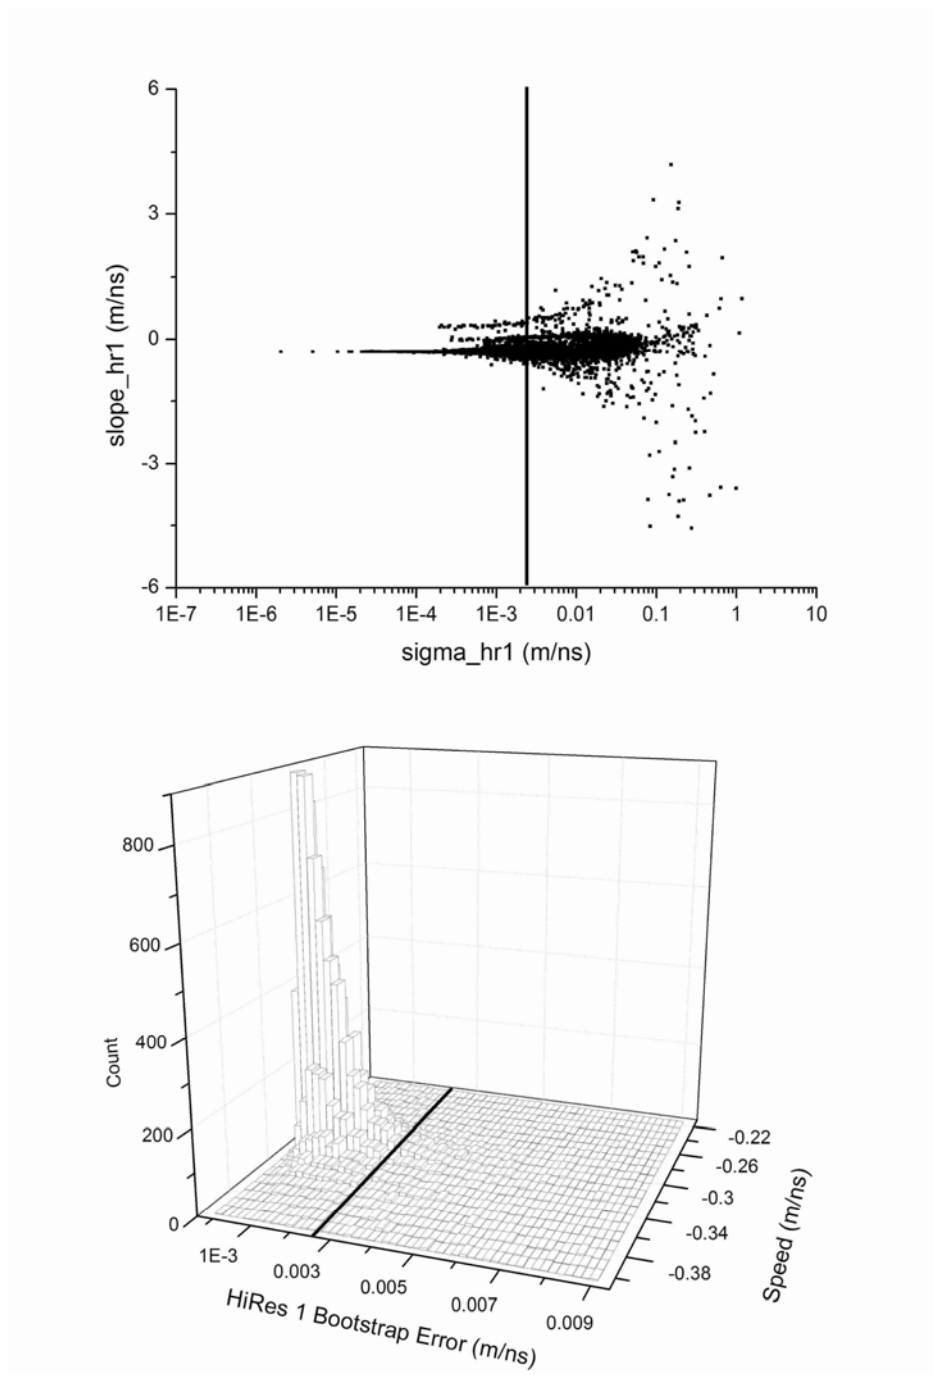 6
3
0
-3
-6
slope_hr1 (m/ns)
1E-7 1E-6 1E-5 1E-4 1E-3 0.01 0.1 1 10
sigma_hr1 (m/ns)
800
600
400
200
0
Count
1E-3 0.003 0.005 0.007 0.009
HiRes 1 Bootstrap Error (m/ns)
-0.22
-0.26
-0.3
-0.34
-0.38
Speed (m/ns)